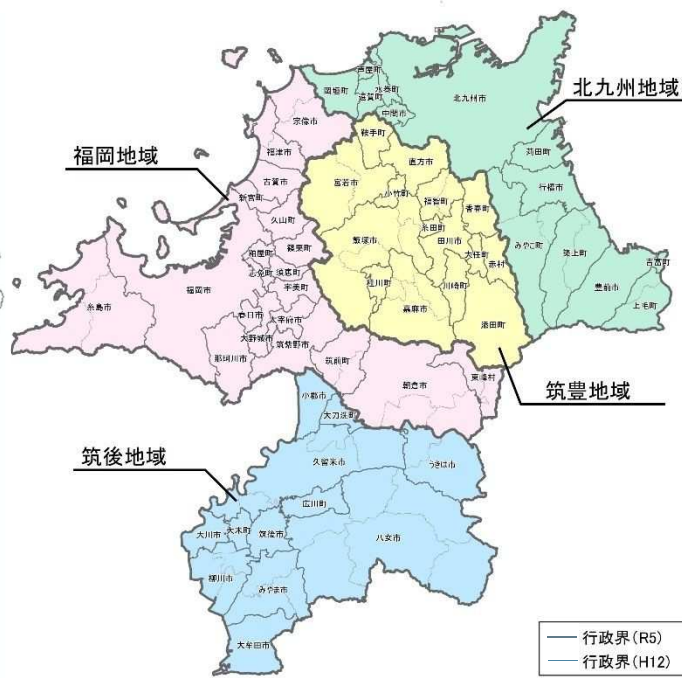 北九州地域
芦屋町
水巻町
岡垣町
遠賀町
中間市
北九州市
苅田町
行橋市
みやこ町
築上町
豊前市
吉富町
上毛町
福岡地域
宗像市
福津市
古賀市
新宮町
久山町
篠栗町
粕屋町
志免町
須恵町
宇美町
福岡市
糸島市
春日市
大野城市
太宰府市
筑紫野市
那珂川市
筑前町
朝倉市
東峰村
筑豊地域
鞍手町
直方市
宮若市
小竹町
福智町
香春町
糸田町
飯塚市
田川市
大任町
赤村
桂川町
川崎町
嘉麻市
添田町
筑後地域
小郡市
大刀洗町
久留米市
うきは市
広川町
大川市
大木町
筑後市
八女市
柳川市
みやま市
大牟田市
行政界(R5)
行政界(H12)